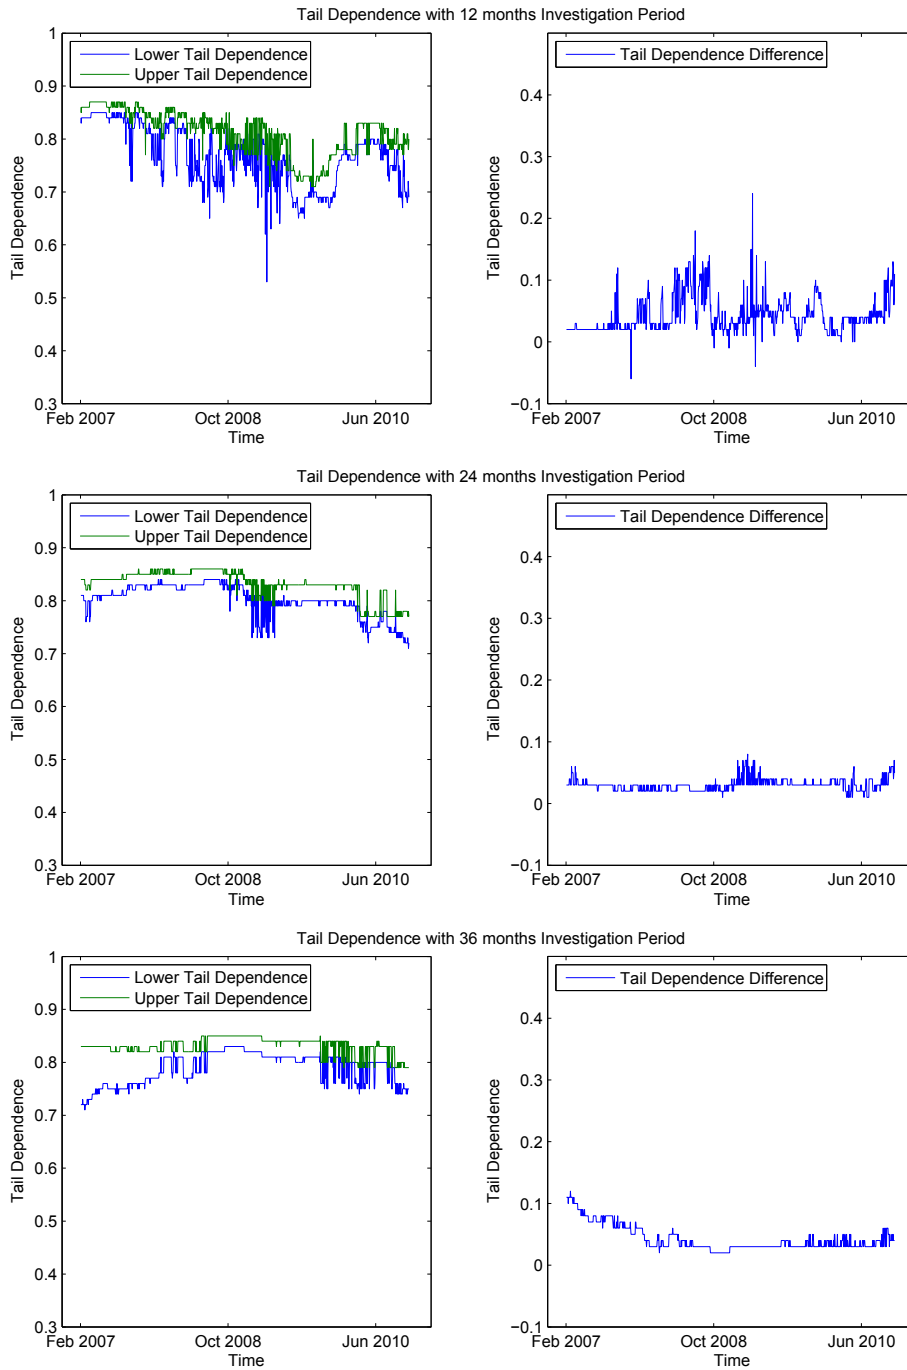 Tail Dependence with 12 months Investigation Period
1
0.9
0.8
0.7
0.6
0.5
0.4
0.3
Tail Dependence
Lower Tail Dependence
Upper Tail Dependence
Feb 2007
Oct 2008
Jun 2010
Time
0.4
0.3
0.2
0.1
0
−0.1
Tail Dependence
Tail Dependence Difference
Feb 2007
Oct 2008
Jun 2010
Time
Tail Dependence with 24 months Investigation Period
1
0.9
0.8
0.7
0.6
0.5
0.4
0.3
Tail Dependence
Lower Tail Dependence
Upper Tail Dependence
Feb 2007
Oct 2008
Jun 2010
Time
0.4
0.3
0.2
0.1
0
−0.1
Tail Dependence
Tail Dependence Difference
Feb 2007
Oct 2008
Jun 2010
Time
Tail Dependence with 36 months Investigation Period
1
0.9
0.8
0.7
0.6
0.5
0.4
0.3
Tail Dependence
Lower Tail Dependence
Upper Tail Dependence
Feb 2007
Oct 2008
Jun 2010
Time
0.4
0.3
0.2
0.1
0
−0.1
Tail Dependence
Tail Dependence Difference
Feb 2007
Oct 2008
Jun 2010
Time